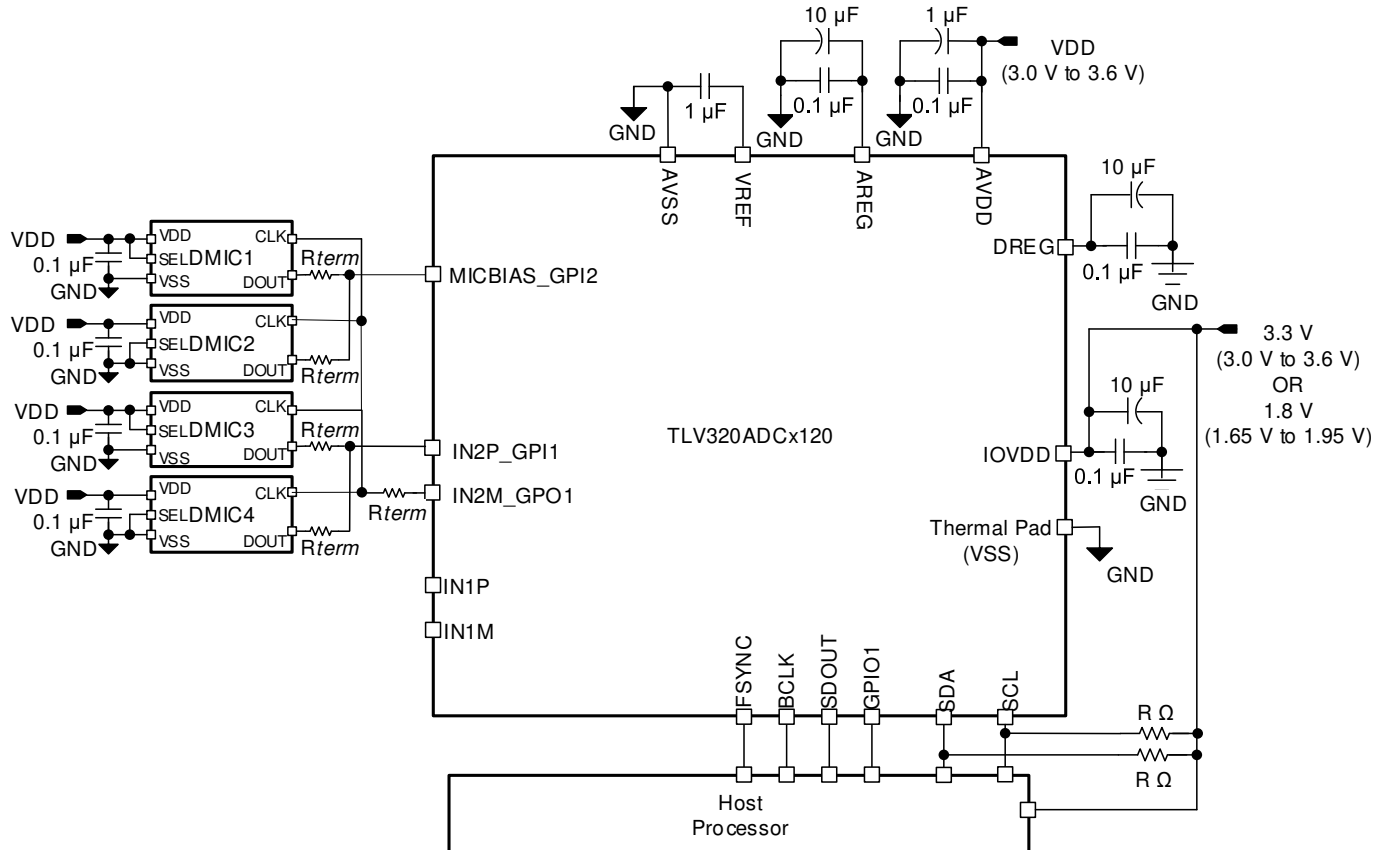 10 µF
1 µF
VDD
(3.0 V to 3.6 V)
1 µF
0.1 µF
0.1 µF
GND
GND
GND
AVSS
VREF
AREG
AVDD
10 µF
DREG
0.1 µF
GND
VDD
0.1 µF
GND
VDD
SEL
VSS
DMIC1
CLK
DOUT
Rterm
MICBIAS_GPI2
VDD
0.1 µF
GND
VDD
SEL
VSS
DMIC2
CLK
DOUT
Rterm
VDD
0.1 µF
GND
VDD
SEL
VSS
DMIC3
CLK
DOUT
Rterm
IN2P_GPI1
VDD
0.1 µF
GND
VDD
SEL
VSS
DMIC4
CLK
DOUT
Rterm
Rterm
IN2M_GPO1
IN1P
IN1M
TLV320ADCx120
3.3 V
(3.0 V to 3.6 V)
OR
1.8 V
(1.65 V to 1.95 V)
10 µF
IOVDD
0.1 µF
GND
Thermal Pad
(VSS)
GND
FSYNC
BCLK
SDOUT
GPIO1
SDA
SCL
R Ω
R Ω
Host
Processor